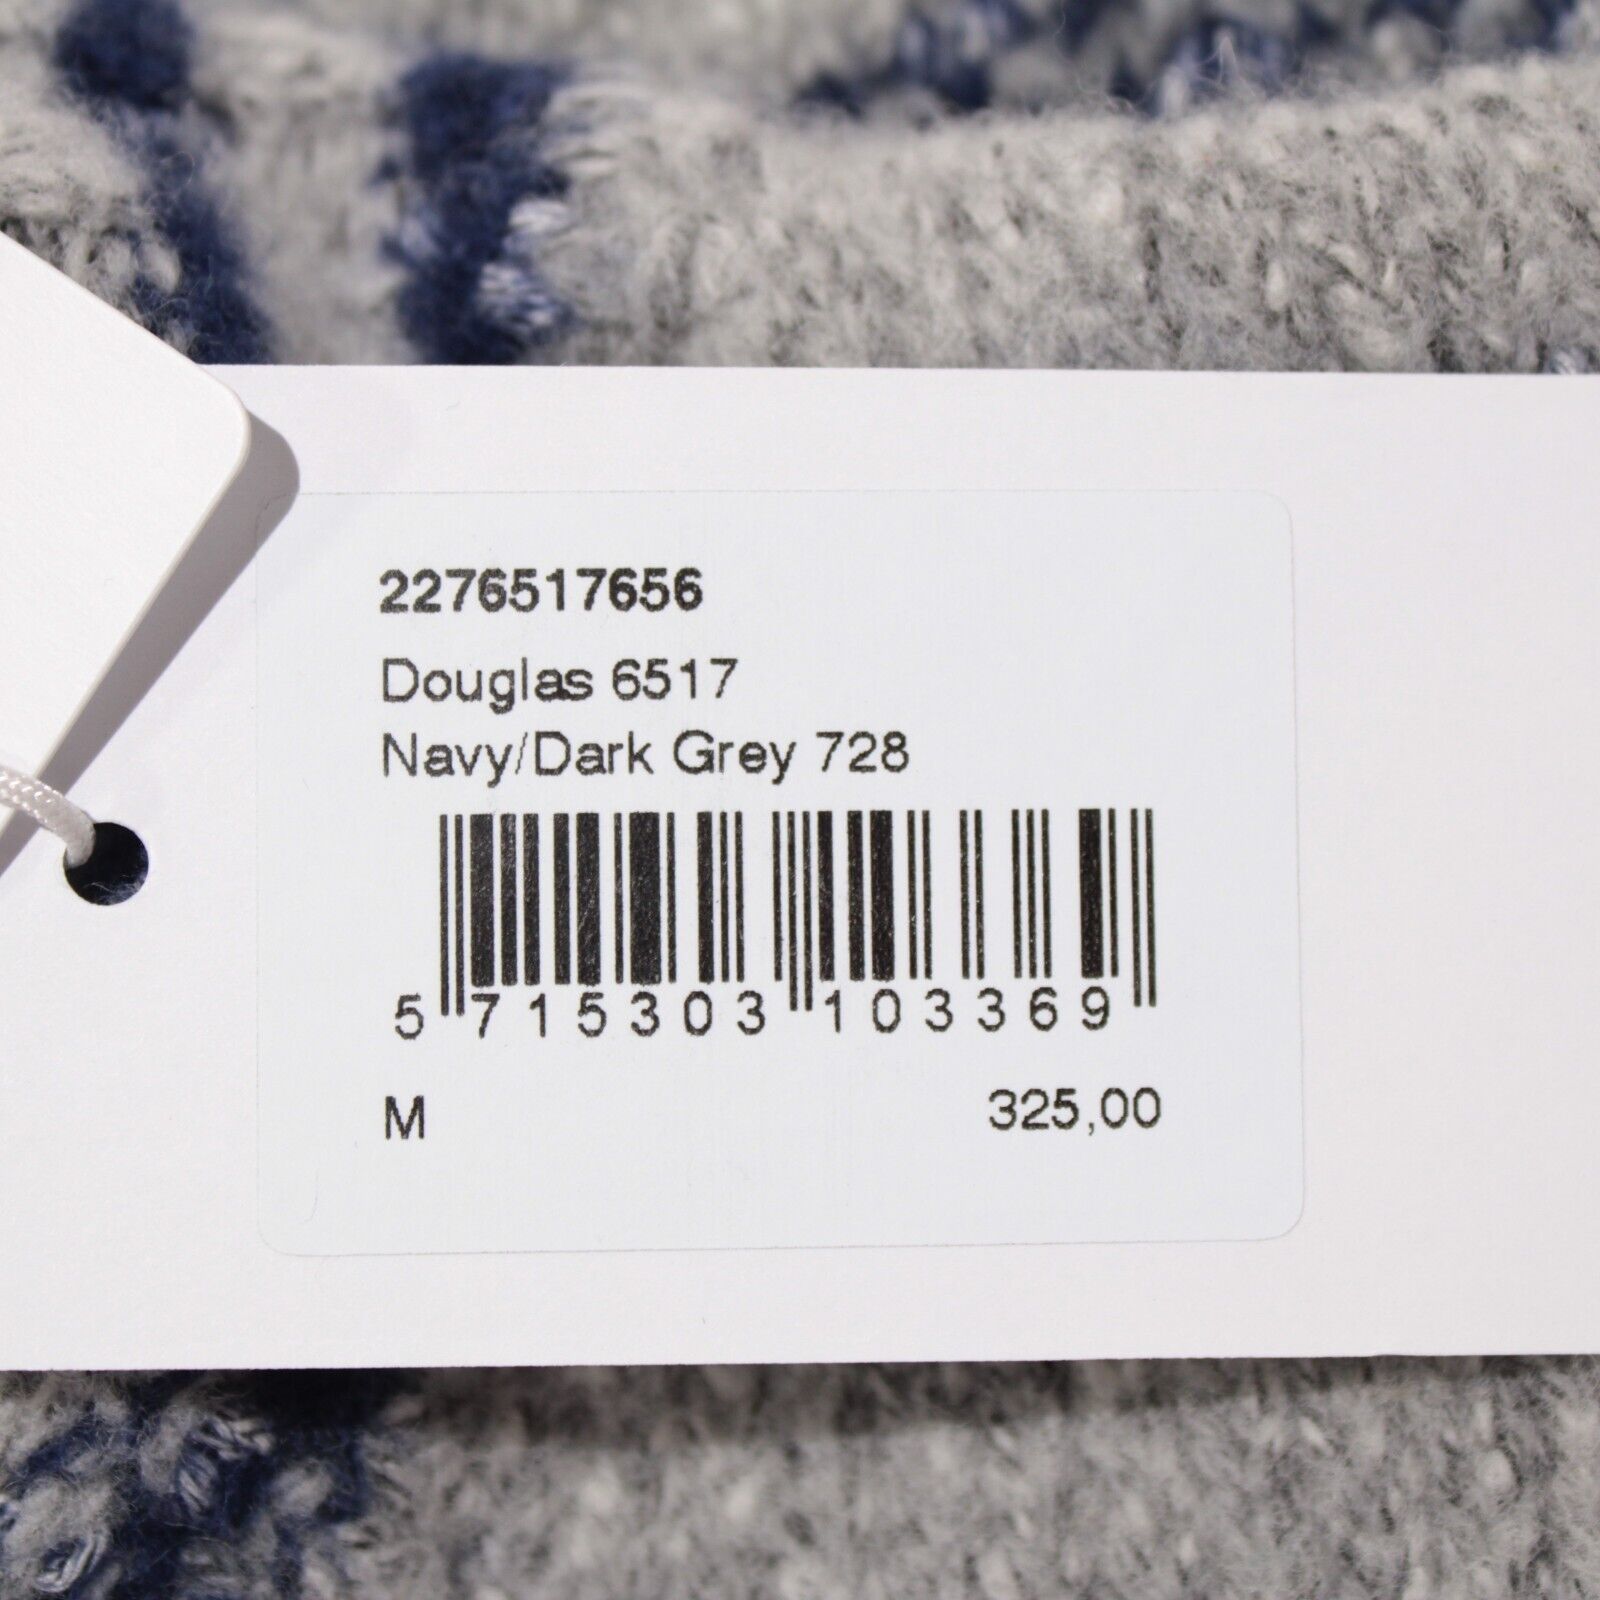 2276517656
Douglas 6517
Navy/Dark Grey 728
5 715303 103369
M 325,00